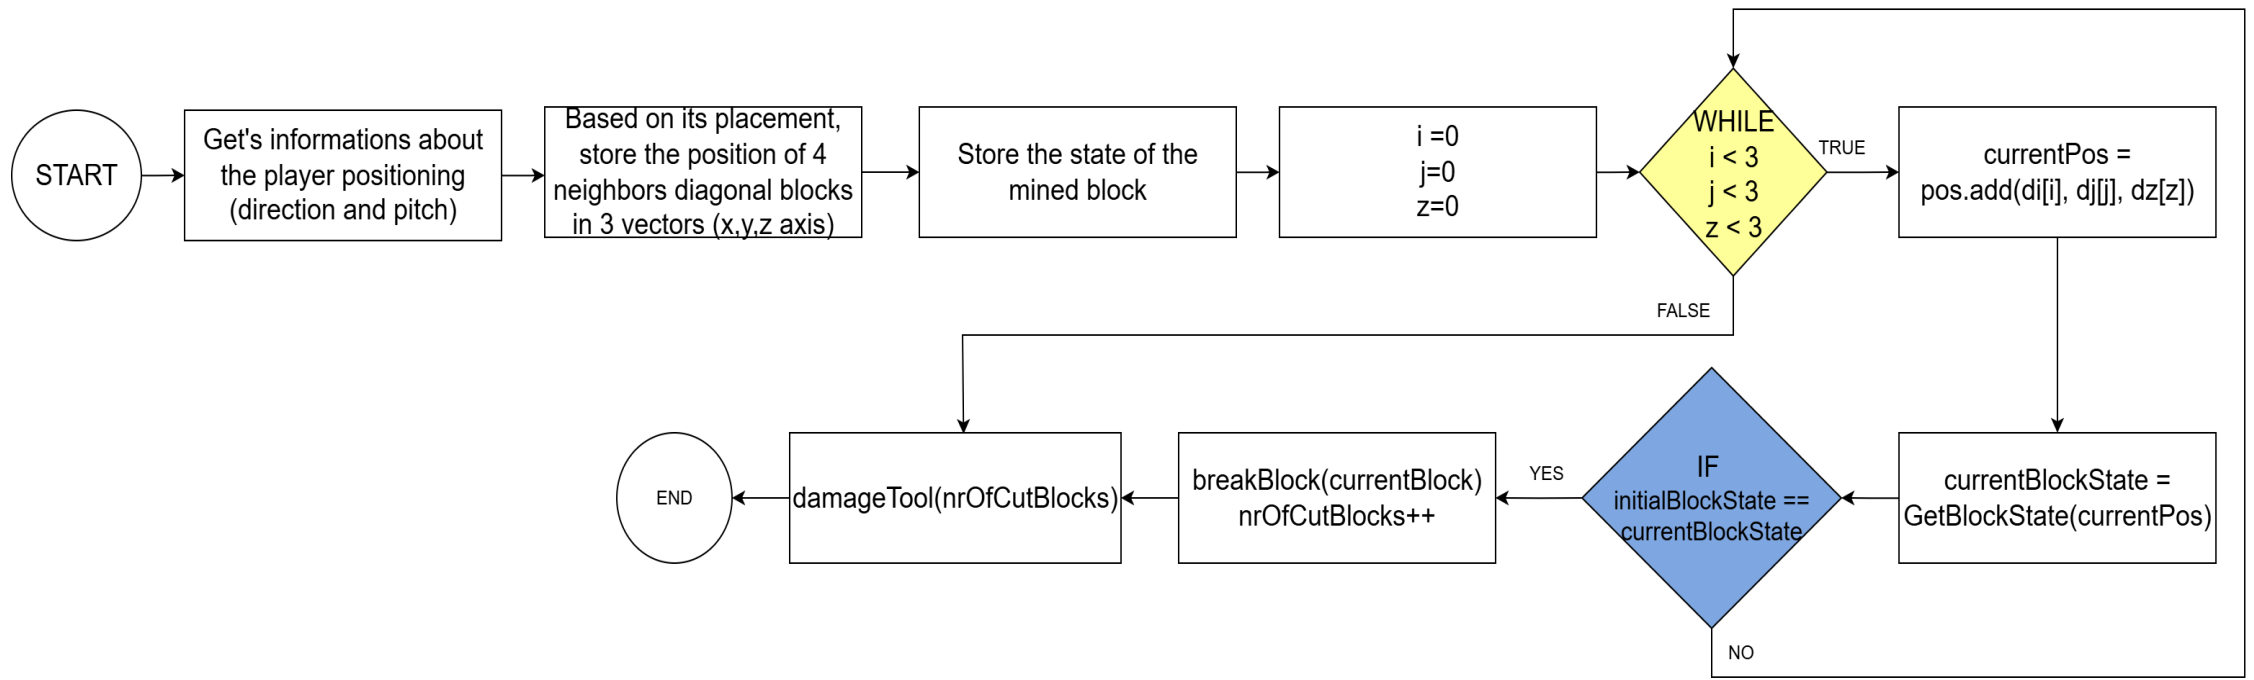 START
Get's informations about
the player positioning
(direction and pitch)
Based on its placement,
store the position of 4
neighbors diagonal blocks
in 3 vectors (x,y,z axis)
Store the state of the
mined block
i =0
j=0
z=0
WHILE
i < 3
j < 3
z < 3
TRUE
currentPos =
pos.add(di[i], dj[j], dz[z])
FALSE
currentBlockState =
GetBlockState(currentPos)
IF
initialBlockState ==
currentBlockState
YES
NO
breakBlock(currentBlock)
nrOfCutBlocks++
damageTool(nrOfCutBlocks)
END